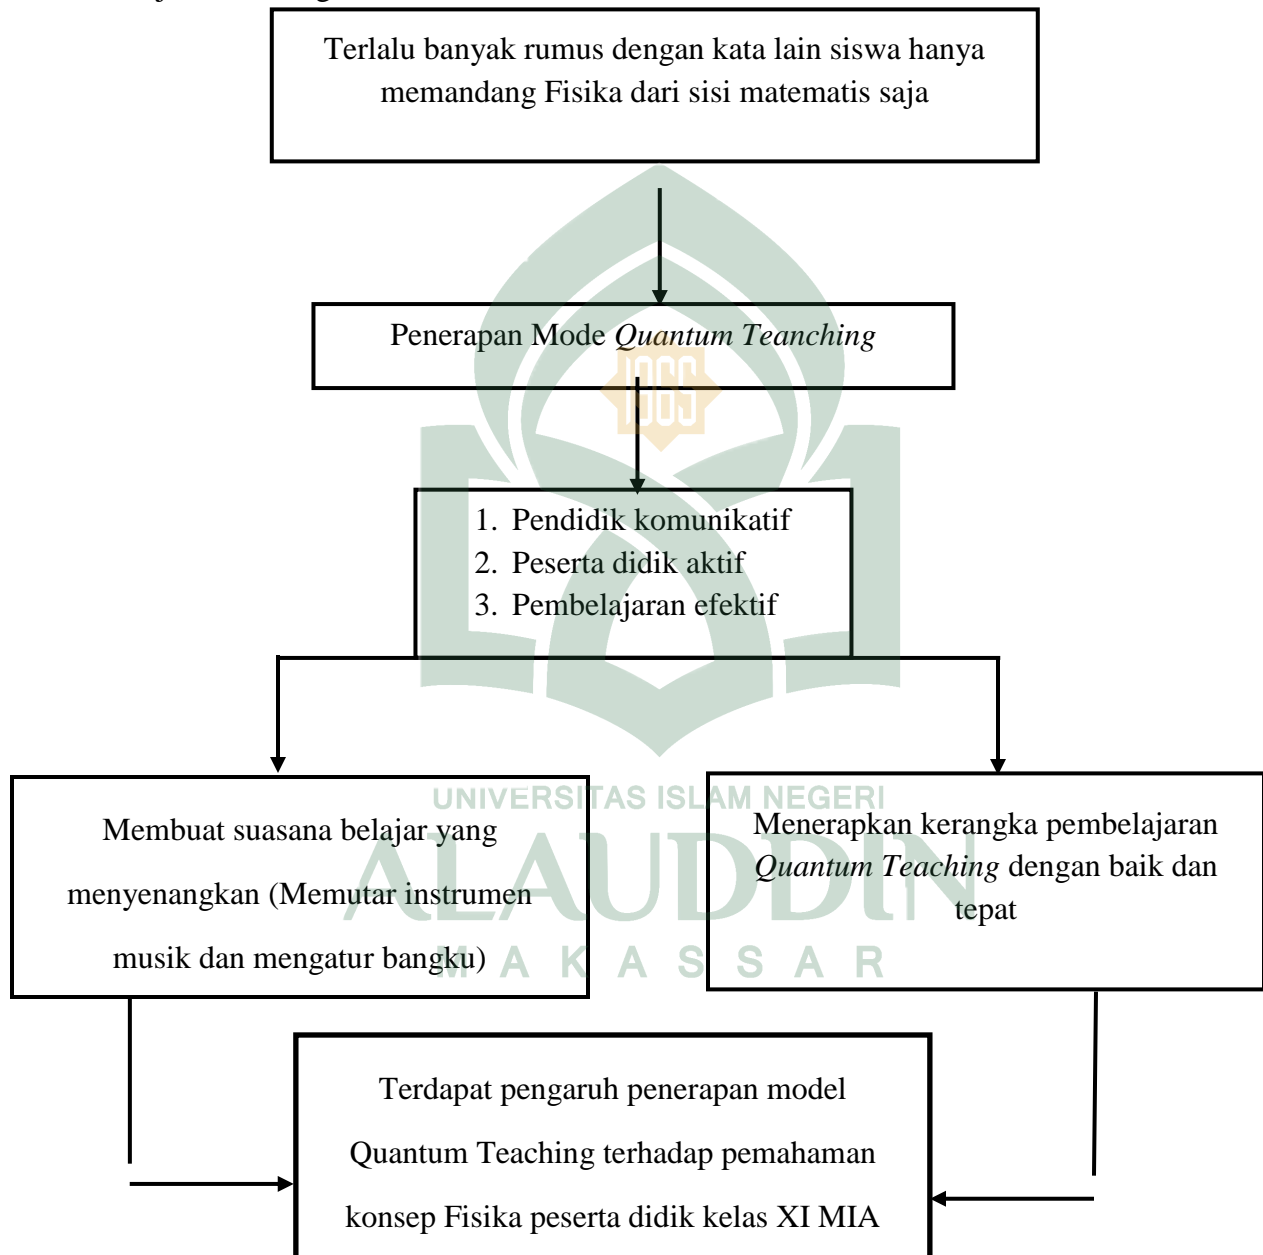 Terlalu banyak rumus dengan kata lain siswa hanya
memandang Fisika dari sisi matematis saja
Penerapan Mode Quantum Teanching
1965
1. Pendidik komunikatif
2. Peserta didik aktif
3. Pembelajaran efektif
UNIVERSITAS ISLAM NEGERI
ALAUDDIN
MAKASSAR
Membuat suasana belajar yang
menyenangkan (Memutar instrumen
musik dan mengatur bangku)
Menerapkan kerangka pembelajaran
Quantum Teaching dengan baik dan
tepat
Terdapat pengaruh penerapan model
Quantum Teaching terhadap pemahaman
konsep Fisika peserta didik kelas XI MIA